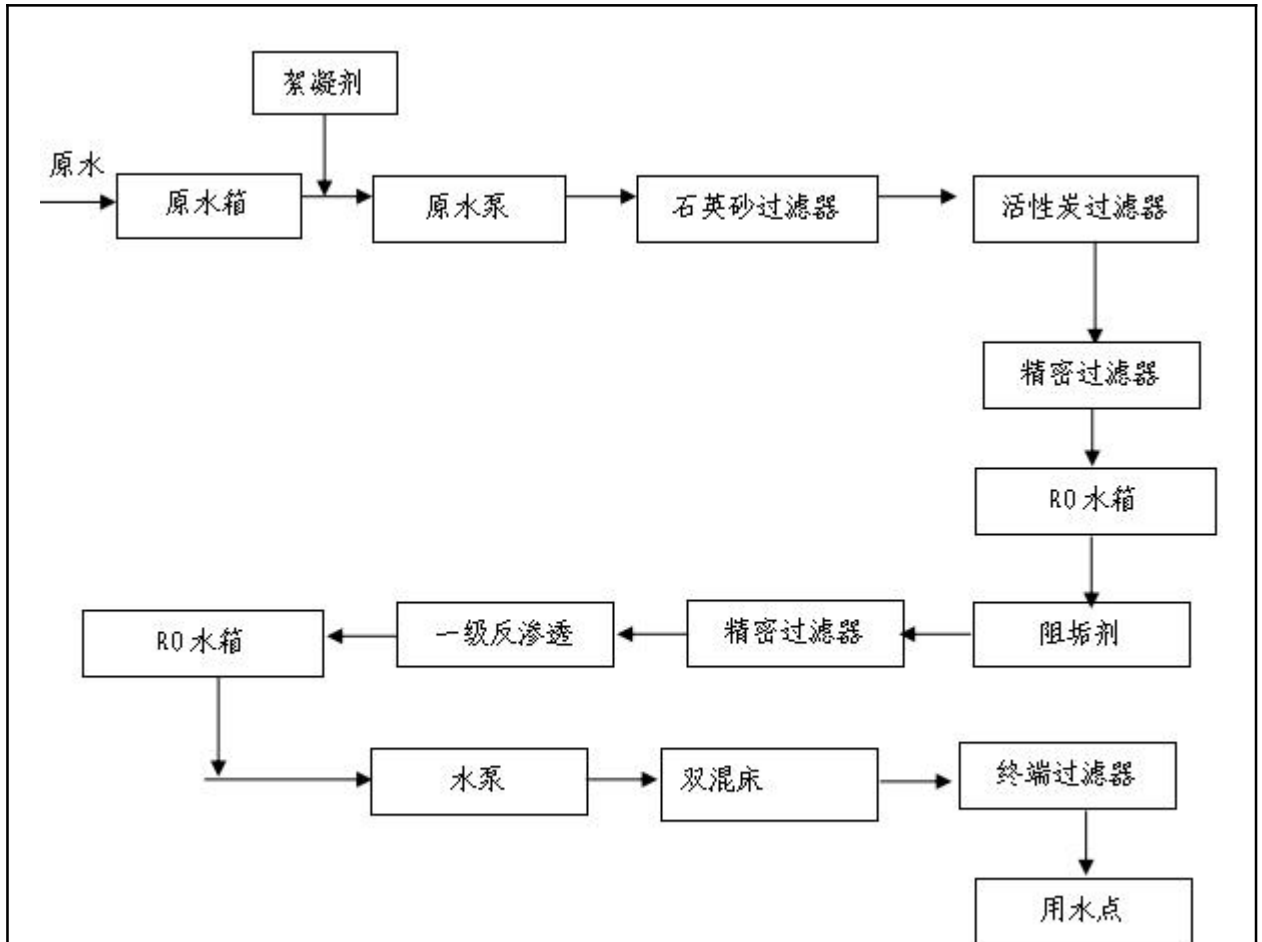 絮凝剂
原水
原水箱
原水泵
石英砂过滤器
活性炭过滤器
精密过滤器
RO水箱
阻垢剂
精密过滤器
一级反渗透
RO水箱
水泵
双混床
终端过滤器
用水点